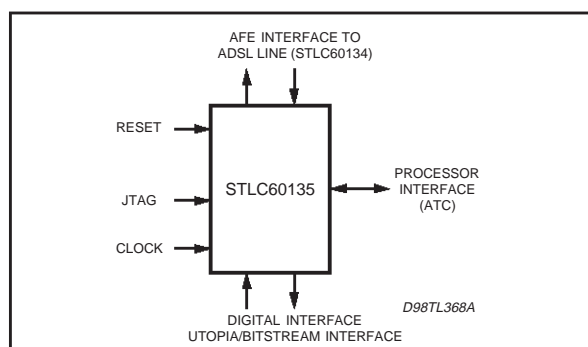 AFE INTERFACE TO
ADSL LINE (STLC60134)
RESET
STLC60135
PROCESSOR
INTERFACE
(ATC)
JTAG
CLOCK
D98TL368A
DIGITAL INTERFACE
UTOPIA/BITSTREAM INTERFACE